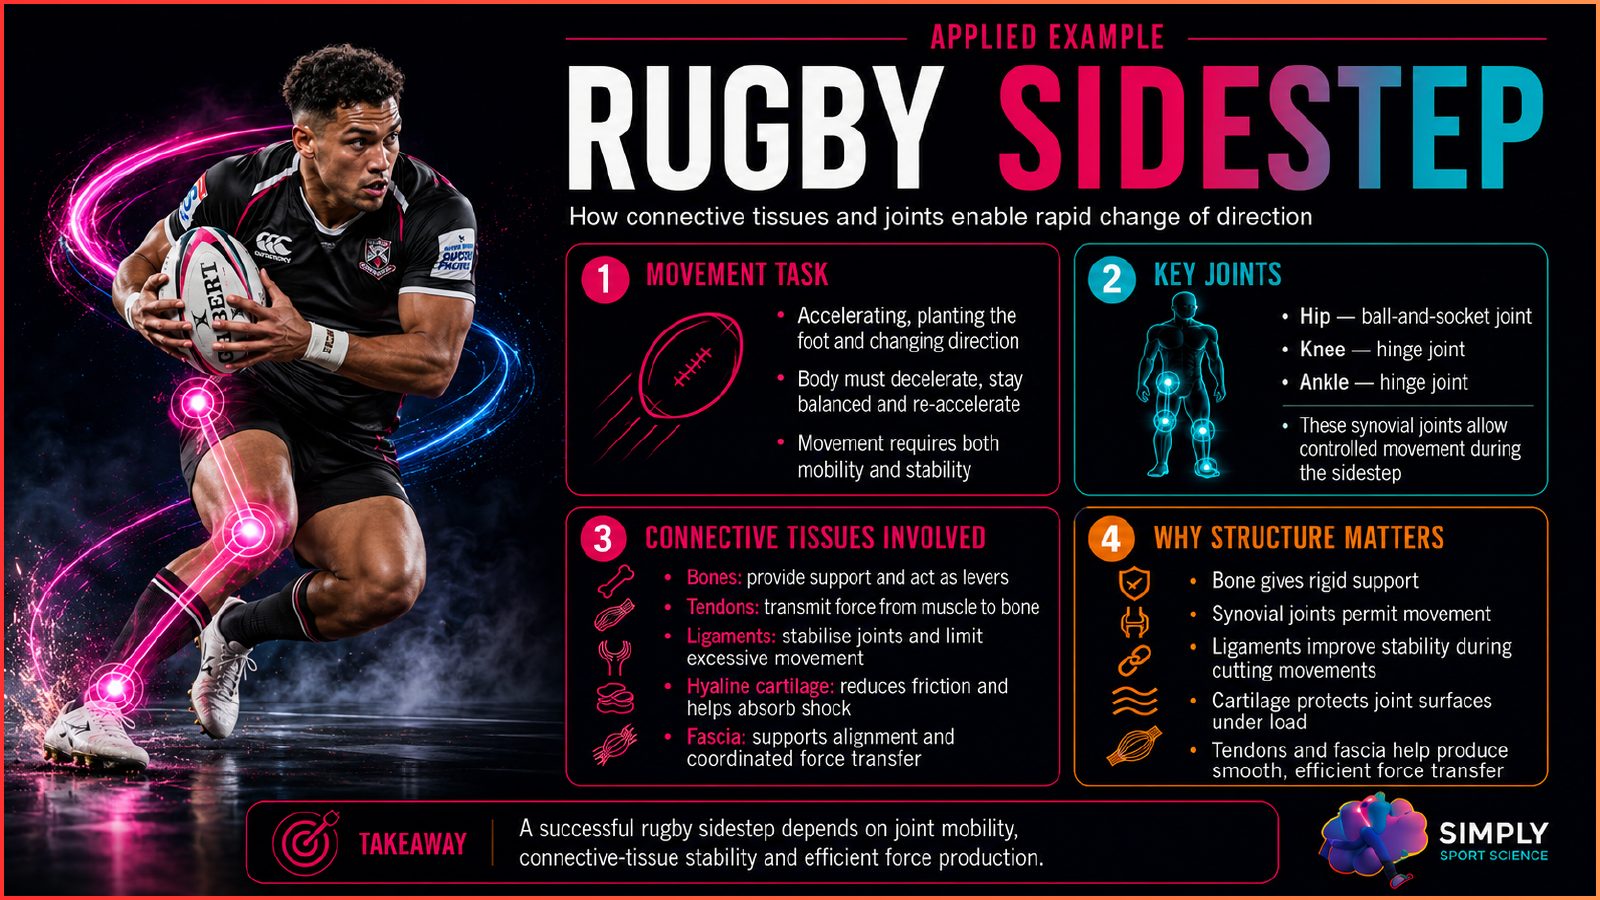 APPLIED EXAMPLE
RUGBY SIDESTEP
How connective tissues and joints enable rapid change of direction
1 MOVEMENT TASK
• Accelerating, planting the
foot and changing direction
• Body must decelerate, stay
balanced and re-accelerate
• Movement requires both
mobility and stability
2 KEY JOINTS
• Hip — ball-and-socket joint
• Knee — hinge joint
• Ankle — hinge joint
• These synovial joints allow
controlled movement during
the sidestep
3 CONNECTIVE TISSUES INVOLVED
• Bones: provide support and act as levers
• Tendons: transmit force from muscle to bone
• Ligaments: stabilise joints and limit
excessive movement
• Hyaline cartilage: reduces friction and
helps absorb shock
• Fascia: supports alignment and
coordinated force transfer
4 WHY STRUCTURE MATTERS
• Bone gives rigid support
• Synovial joints permit movement
• Ligaments improve stability during
cutting movements
• Cartilage protects joint surfaces
under load
• Tendons and fascia help produce
smooth, efficient force transfer
TAKEAWAY
A successful rugby sidestep depends on joint mobility,
connective-tissue stability and efficient force production.
SIMPLY
SPORT SCIENCE